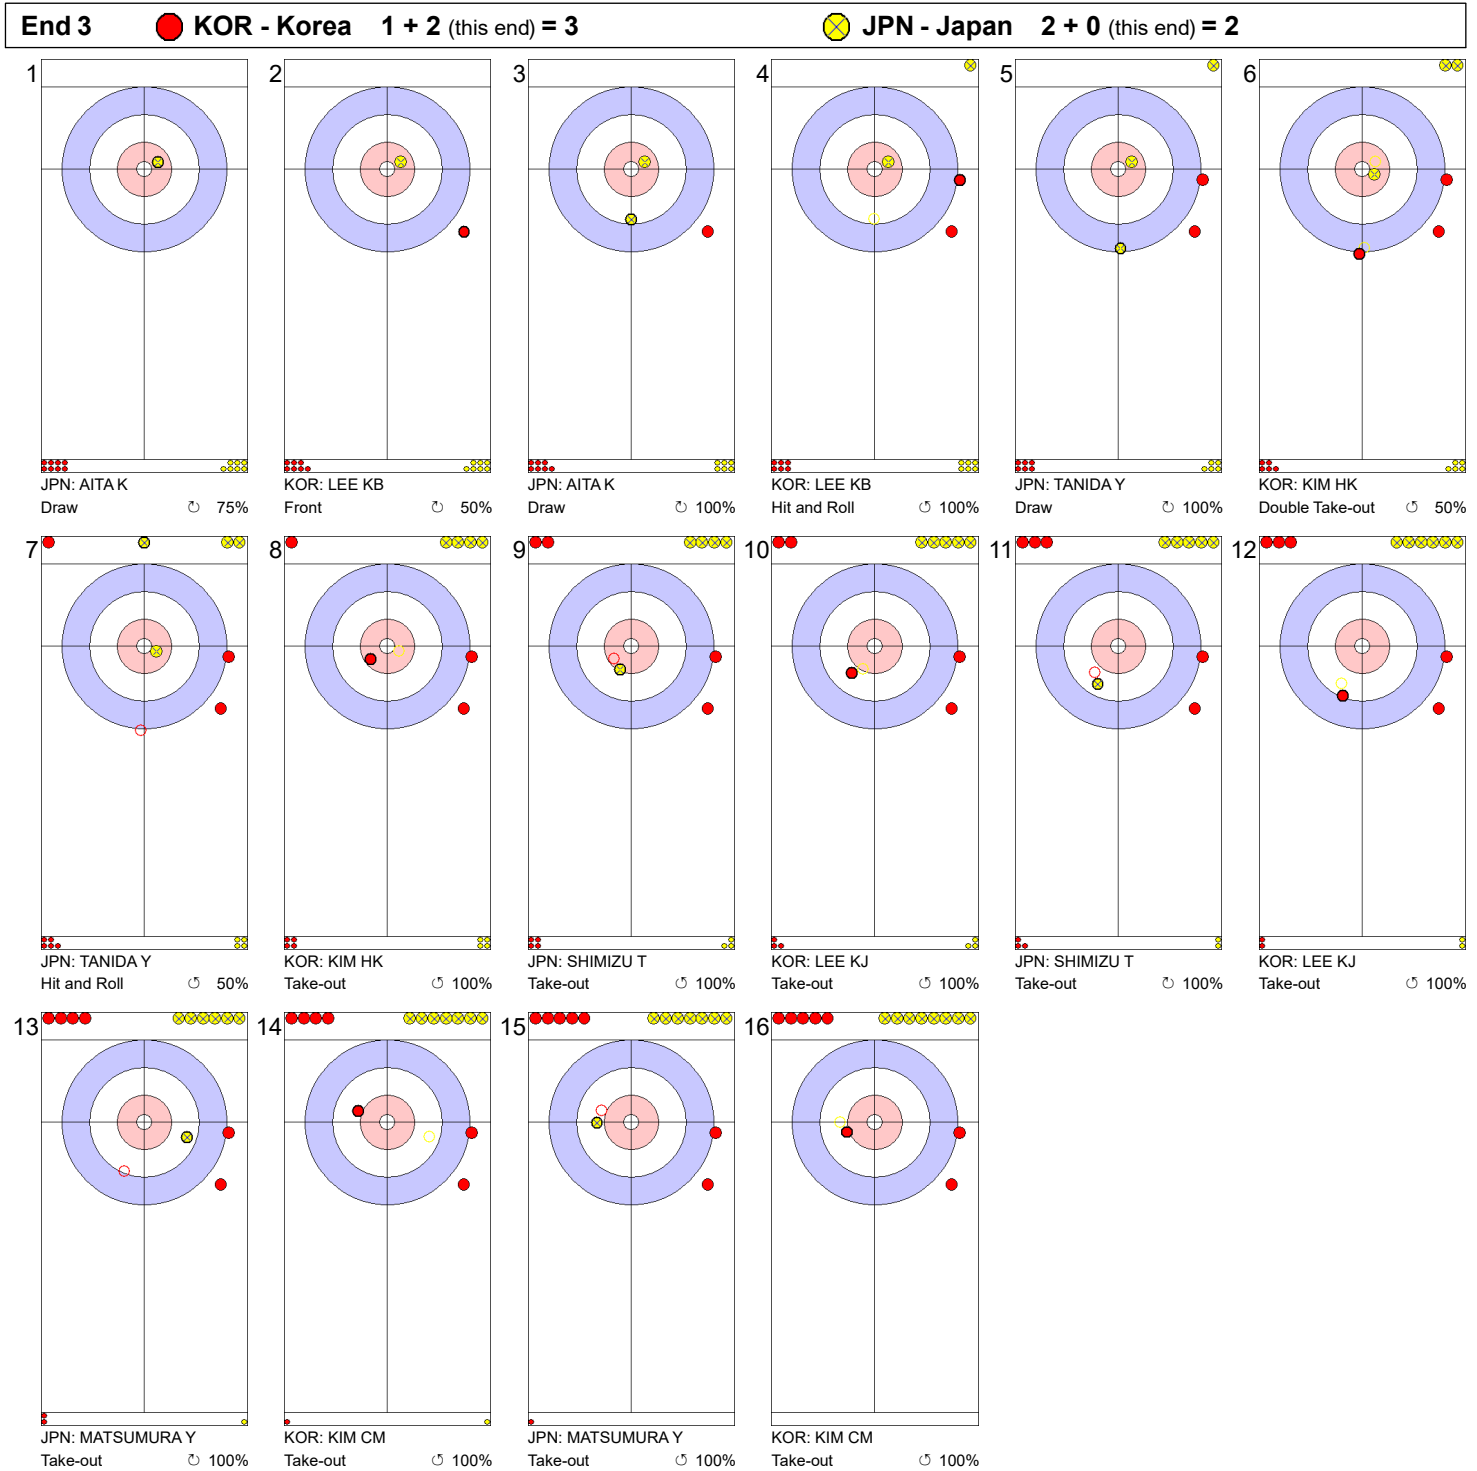 End 3 KOR - Korea 1 + 2 (this end) = 3 JPN - Japan 2 + 0 (this end) = 2
1 2 3 4 5 6
JPN: AITA K KOR: LEE KB JPN: AITA K KOR: LEE KB JPN: TANIDA Y KOR: KIM HK
Draw ↻ 75% Front ↻ 50% Draw ↻ 100% Hit and Roll ↻ 100% Draw ↻ 100% Double Take-out ↻ 50%
7 8 9 10 11 12
JPN: TANIDA Y KOR: KIM HK JPN: SHIMIZU T KOR: LEE KJ JPN: SHIMIZU T KOR: LEE KJ
Hit and Roll ↺ 50% Take-out ↺ 100% Take-out ↺ 100% Take-out ↺ 100% Take-out ↺ 100% Take-out ↺ 100%
13 14 15 16
JPN: MATSUMURA Y KOR: KIM CM JPN: MATSUMURA Y KOR: KIM CM
Take-out ↻ 100% Take-out ↺ 100% Take-out ↺ 100% Take-out ↺ 100%